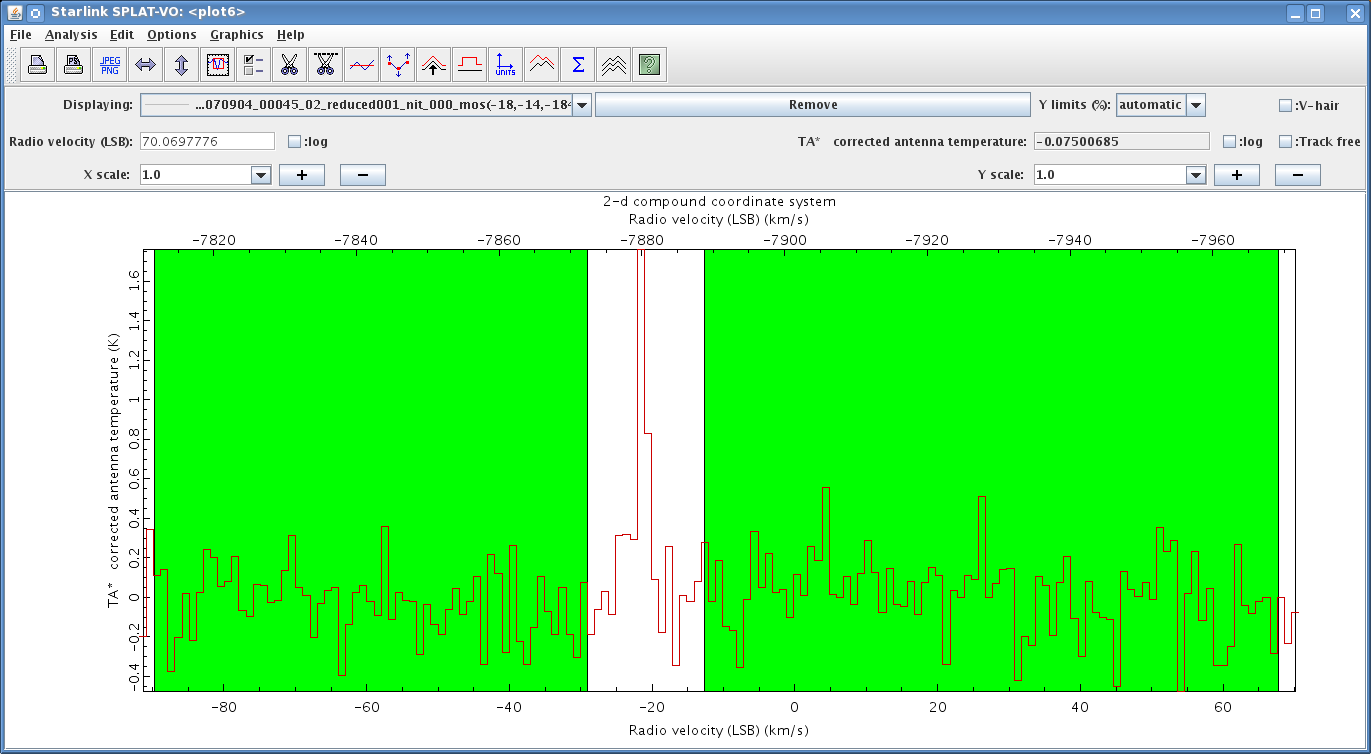 Starlink SPLAT-VO: <plot6>
File Analysis Edit Options Graphics Help
PS JPEG PNG UNITS Σ ?
Displaying: ...070904_00045_02_reduced001_nit_000_mos(-18,-14,-184 Remove Y limits (%): automatic :V-hair
Radio velocity (LSB): 70.0697776 :log TA* corrected antenna temperature: -0.07500685 :log :Track free
X scale: 1.0 + - Y scale: 1.0 + -
2-d compound coordinate system
Radio velocity (LSB) (km/s)
-7820 -7840 -7860 -7880 -7900 -7920 -7940 -7960
TA* corrected antenna temperature (K)
1.6
1.4
1.2
1
0.8
0.6
0.4
0.2
0
-0.2
-0.4
-80 -60 -40 -20 0 20 40 60
Radio velocity (LSB) (km/s)